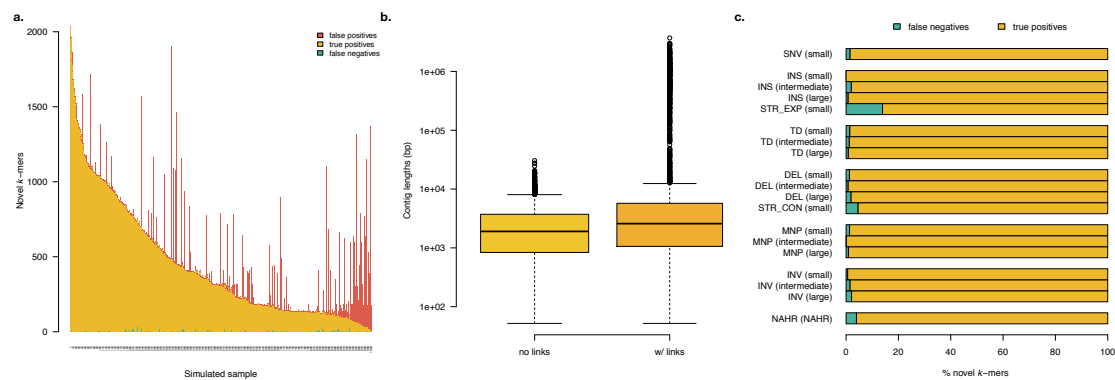 a.
2000
1500
1000
500
0
Novel k−mers
false positives
true positives
false negatives
Simulated sample
b.
1e+06
1e+05
1e+04
1e+03
1e+02
Contig lengths (bp)
no links
w/ links
c.
false negatives
true positives
SNV (small)
INS (small)
INS (intermediate)
INS (large)
STR_EXP (small)
TD (small)
TD (intermediate)
TD (large)
DEL (small)
DEL (intermediate)
DEL (large)
STR_CON (small)
MNP (small)
MNP (intermediate)
MNP (large)
INV (small)
INV (intermediate)
INV (large)
NAHR (NAHR)
0
20
40
60
80
100
% novel k−mers